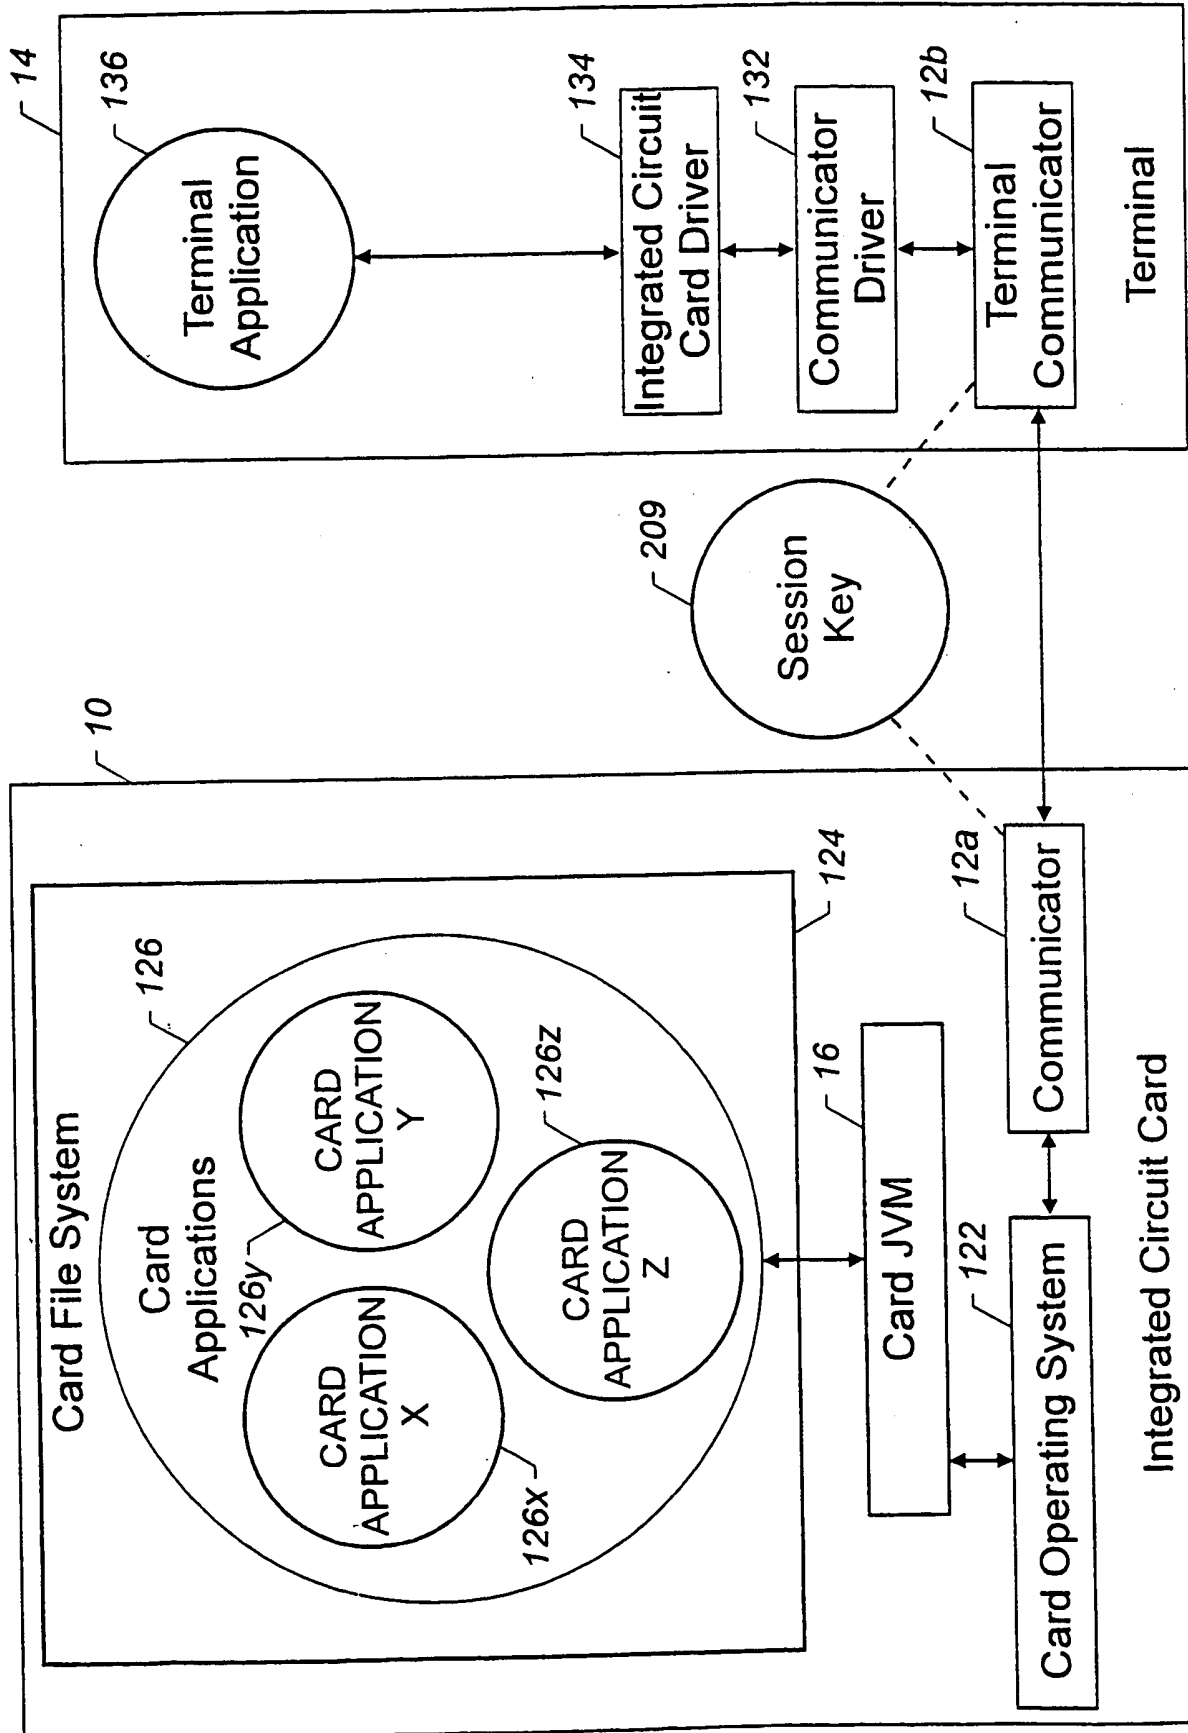 Card File System
Card
Applications
126
CARD
APPLICATION
X
126x
CARD
APPLICATION
Y
126y
CARD
APPLICATION
Z
126z
124
10
Card JVM
16
Card Operating System
122
Communicator
12a
Integrated Circuit Card
Session
Key
209
14
Terminal
Application
136
Integrated Circuit
Card Driver
134
Communicator
Driver
132
Terminal
Communicator
12b
Terminal